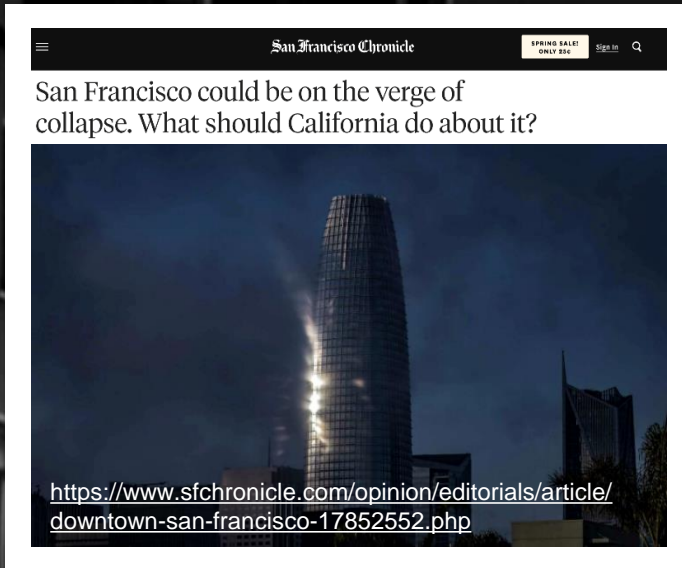 San Francisco Chronicle
SPRING SALE!
ONLY 25¢
Sign In
San Francisco could be on the verge of
collapse. What should California do about it?
https://www.sfchronicle.com/opinion/editorials/article/
downtown-san-francisco-17852552.php